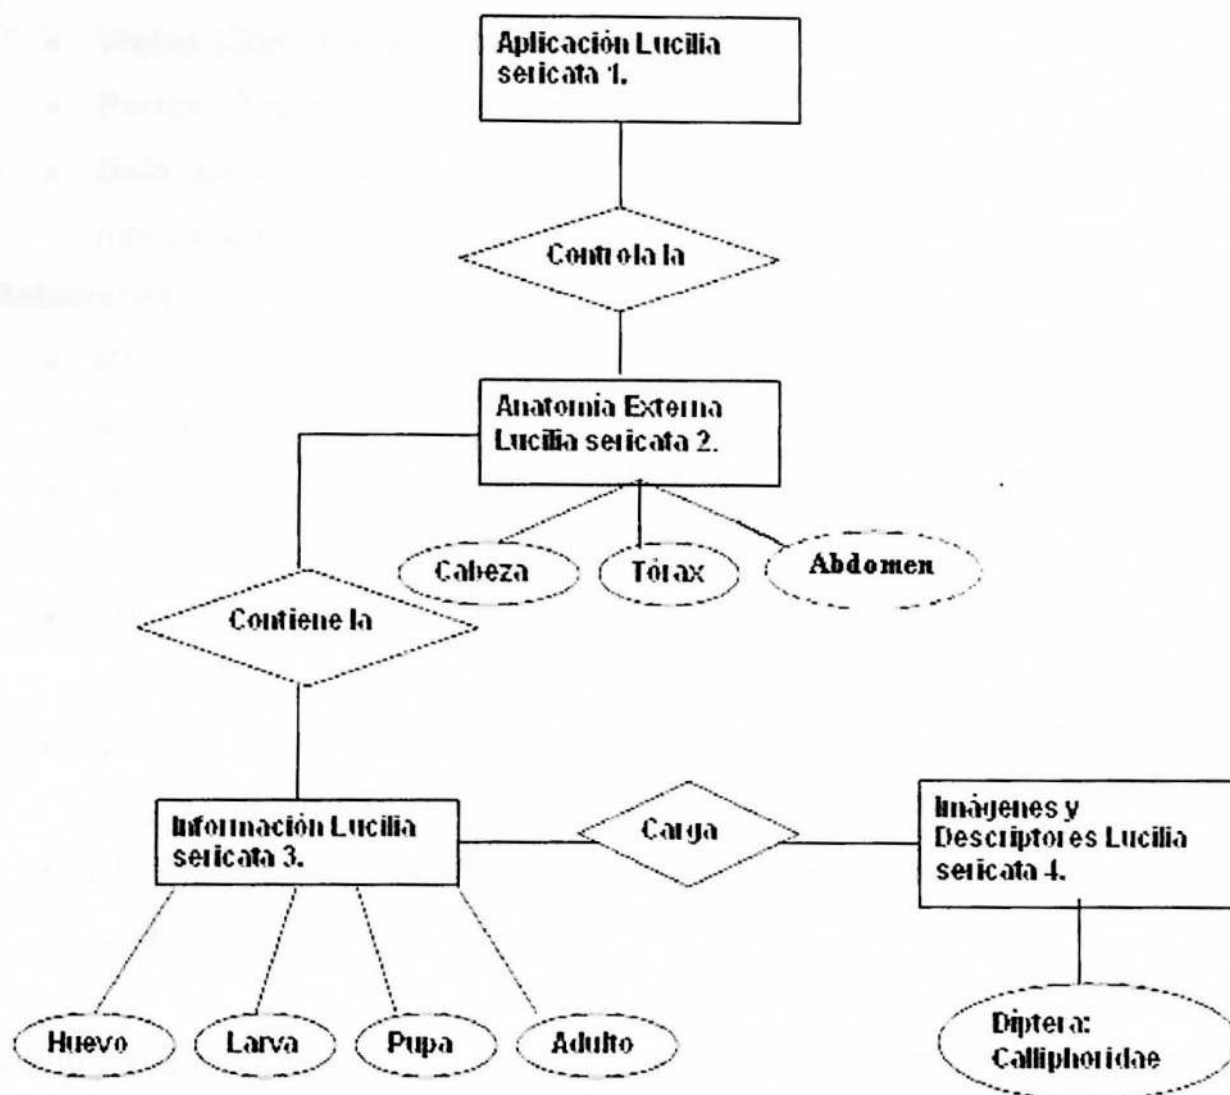 Aplicación Lucilia
sericata 1.
Controla la
Anatomía Externa
Lucilia sericata 2.
Cabeza
Tórax
Abdomen
Contiene la
Información Lucilia
sericata 3.
Carga
Imágenes y
Descriptores Lucilia
sericata 4.
Huevo
Larva
Pupa
Adulto
Diptera:
Calliphoridae